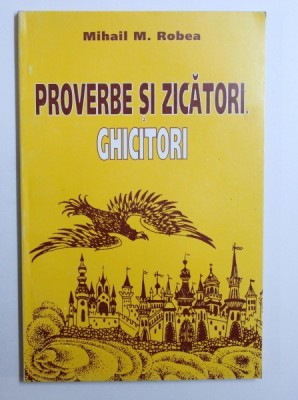 Mihail M. Robea
PROVERBE ȘI ZICĂTORI.
GHICITORI